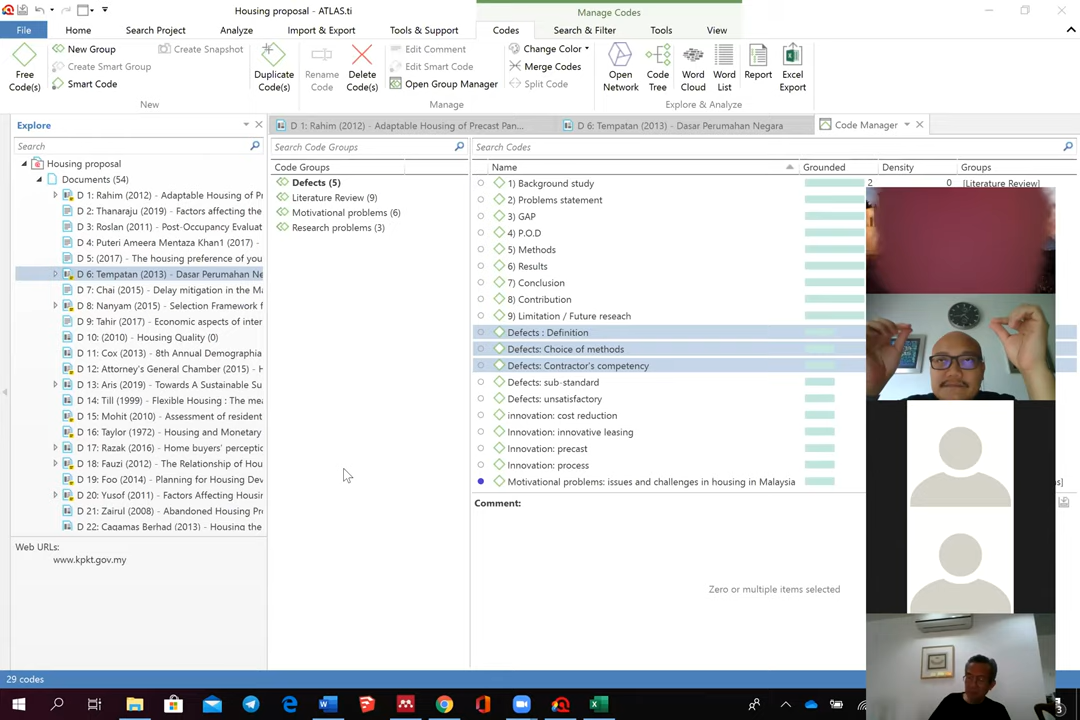 Housing proposal - ATLAS.ti
Manage Codes
File
Home
Search Project
Analyze
Import & Export
Tools & Support
Codes
Search & Filter
Tools
View
Free Code(s)
New Group
Create Smart Group
Smart Code
Create Snapshot
New
Duplicate Code(s)
Rename Code
Delete Code(s)
Edit Comment
Edit Smart Code
Open Group Manager
Manage
Change Color
Merge Codes
Split Code
Open Network
Code Tree
Word Cloud
Word List
Report
Excel Export
Explore & Analyze
Explore
D 1: Rahim (2012) - Adaptable Housing of Precast Pan...
D 6: Tempatan (2013) - Dasar Perumahan Negara
Code Manager
Search
Search Code Groups
Search Codes
Housing proposal
Documents (54)
D 1: Rahim (2012) - Adaptable Housing of Pr
D 2: Thanaraju (2019) - Factors affecting the
D 3: Roslan (2011) - Post-Occupancy Evaluat
D 4: Puteri Ameera Mentaza Khan1 (2017) -
D 5: (2017) - The housing preference of you
D 6: Tempatan (2013) - Dasar Perumahan Ne
D 7: Chai (2015) - Delay mitigation in the Ma
D 8: Nanyam (2015) - Selection Framework f
D 9: Tahir (2017) - Economic aspects of inter
D 10: (2010) - Housing Quality (0)
D 11: Cox (2013) - 8th Annual Demographia
D 12: Attorney's General Chamber (2015) -
D 13: Aris (2019) - Towards A Sustainable Su
D 14: Till (1999) - Flexible Housing : The mea
D 15: Mohit (2010) - Assessment of resident
D 16: Taylor (1972) - Housing and Monetary
D 17: Razak (2016) - Home buyers' perceptio
D 18: Fauzi (2012) - The Relationship of Hou
D 19: Foo (2014) - Planning for Housing Dev
D 20: Yusof (2011) - Factors Affecting Housi
D 21: Zairul (2008) - Abandoned Housing Pr
D 22: Cagamas Berhad (2013) - Housing the
Web URLs:
www.kpkt.gov.my
Code Groups
Defects (5)
Literature Review (9)
Motivational problems (6)
Research problems (3)
Name
Grounded
Density
Groups
1) Background study
2
0
[Literature Review]
2) Problems statement
3) GAP
4) P.O.D
5) Methods
6) Results
7) Conclusion
8) Contribution
9) Limitation / Future reseach
Defects : Definition
Defects: Choice of methods
Defects: Contractor's competency
Defects: sub-standard
Defects: unsatisfactory
innovation: cost reduction
Innovation: innovative leasing
Innovation: precast
Innovation: process
Motivational problems: issues and challenges in housing in Malaysia
Comment:
Zero or multiple items selected
29 codes